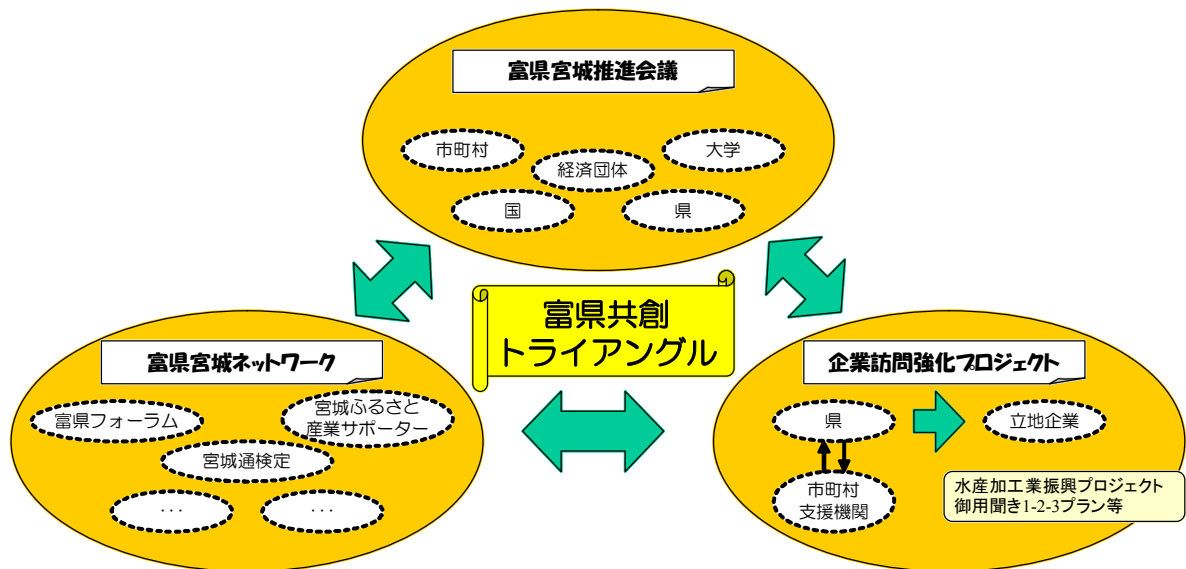 富県宮城推進会議
市町村
経済団体
大学
国
県
富県共創
トライアングル
富県宮城ネットワーク
富県フォーラム
宮城ふるさと
産業サポーター
宮城通検定
･･･
･･･
企業訪問強化プロジェクト
県
立地企業
市町村
支援機関
水産加工業振興プロジェクト
御用聞き1-2-3プラン等